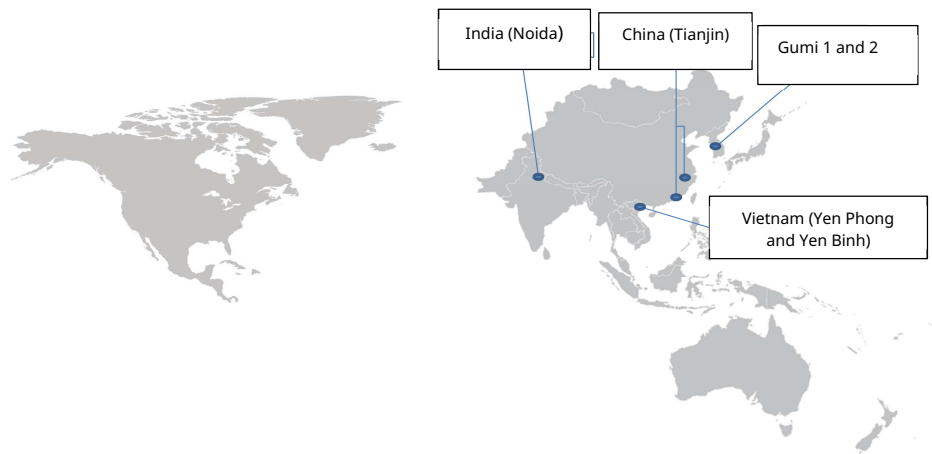 India (Noida)
China (Tianjin)
Gumi 1 and 2
Vietnam (Yen Phong
and Yen Binh)